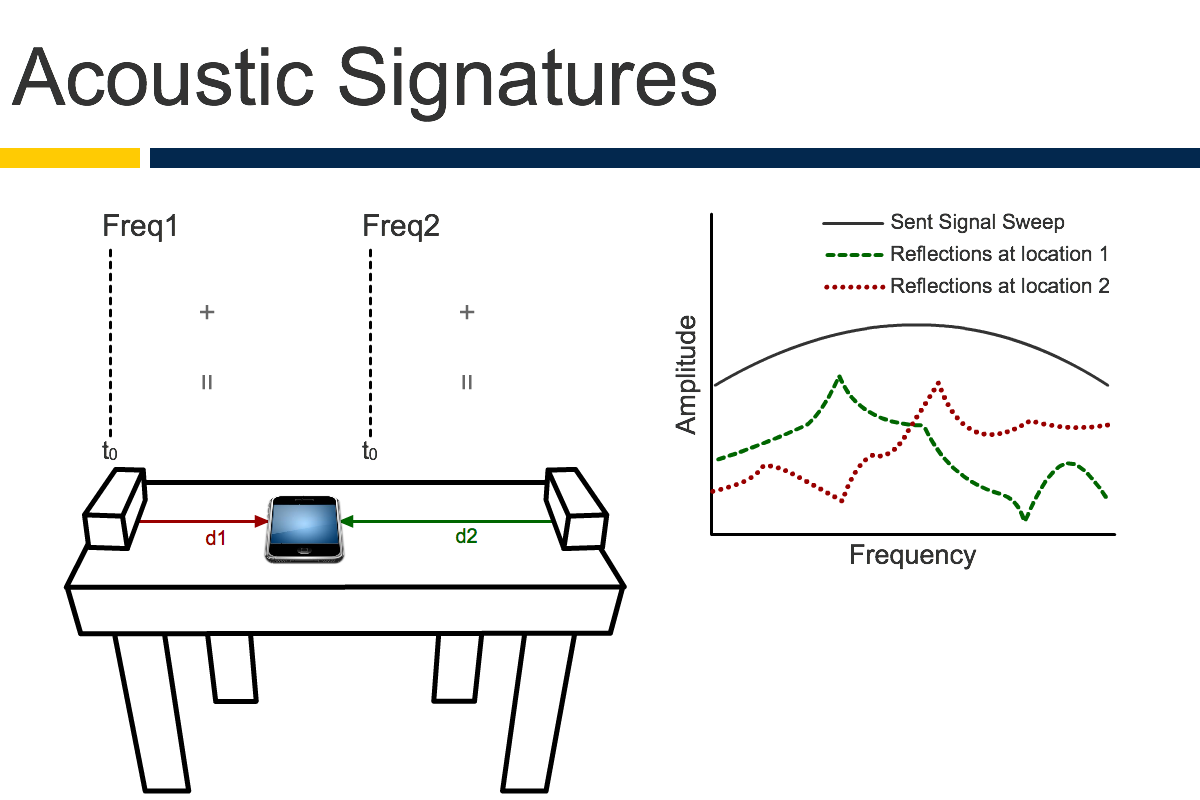 Acoustic Signatures
Freq1
Freq2
+
+
=
=
t0
t0
d1
d2
Sent Signal Sweep
Reflections at location 1
Reflections at location 2
Amplitude
Frequency